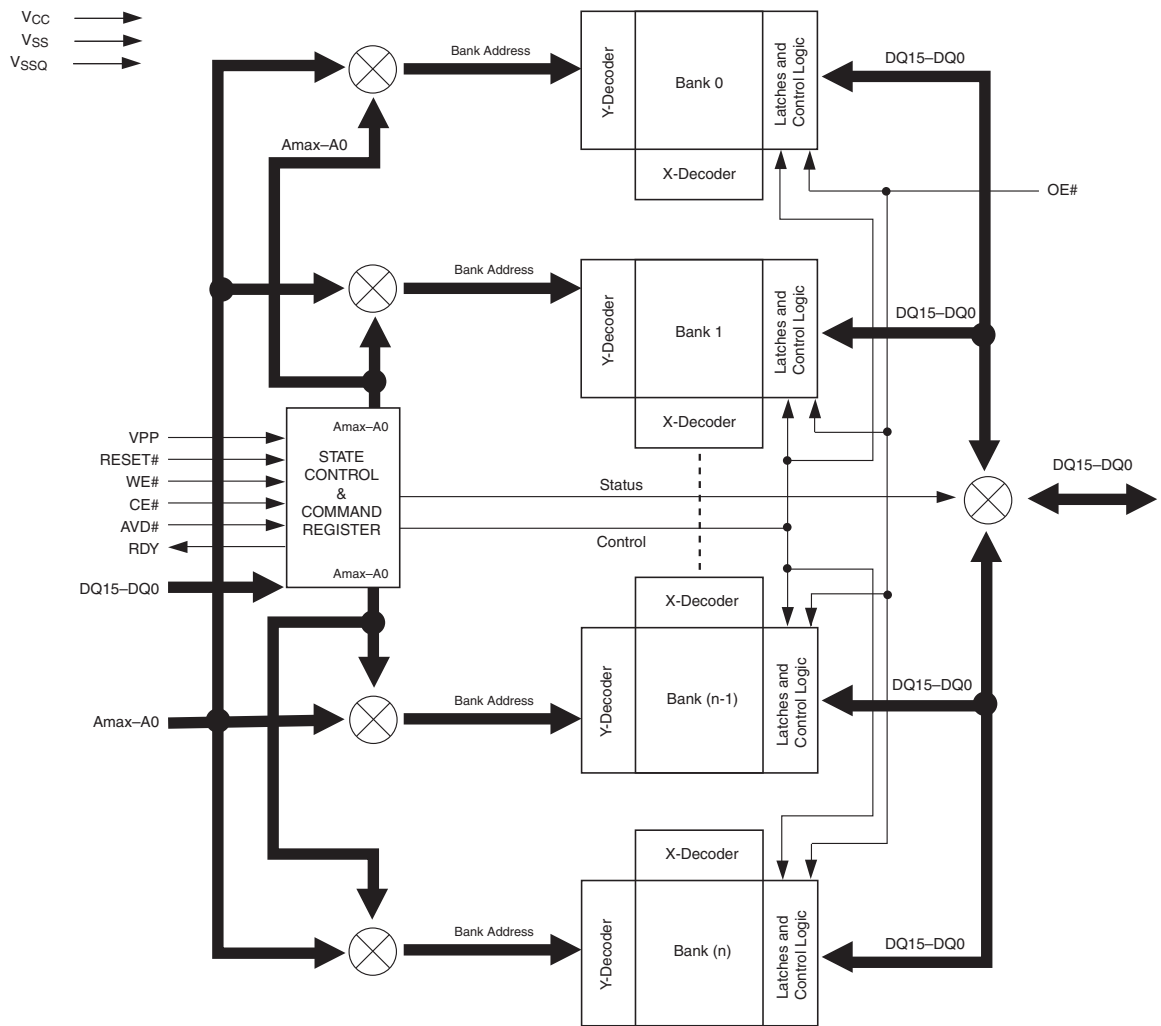 VCC
VSS
VSSQ
Bank Address
Y-Decoder
Bank 0
Latches and
Control Logic
DQ15–DQ0
X-Decoder
Amax–A0
OE#
Bank Address
Y-Decoder
Bank 1
Latches and
Control Logic
DQ15–DQ0
X-Decoder
VPP
RESET#
WE#
CE#
AVD#
RDY
DQ15–DQ0
Amax–A0
STATE
CONTROL
&
COMMAND
REGISTER
Amax–A0
Status
Control
DQ15–DQ0
X-Decoder
Amax–A0
Bank Address
Y-Decoder
Bank (n-1)
Latches and
Control Logic
DQ15–DQ0
X-Decoder
Bank Address
Y-Decoder
Bank (n)
Latches and
Control Logic
DQ15–DQ0